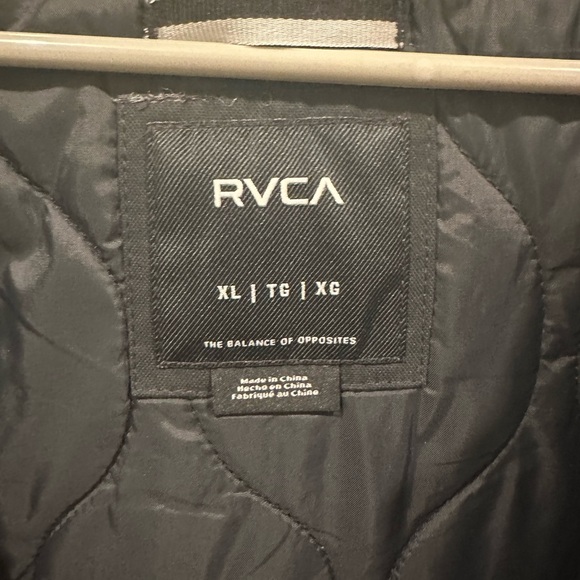 RVCA
XL | TG | XG
THE BALANCE OF OPPOSITES
Made in China
Hecho en China
Fabriqué au Chine